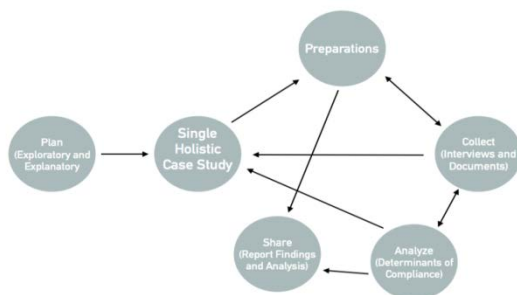 Preparations
Plan
(Exploratory and
Explanatory
Single
Holistic
Case Study
Collect
(Interviews and
Documents)
Share
(Report Findings
and Analysis)
Analyze
(Determinants of
Compliance)